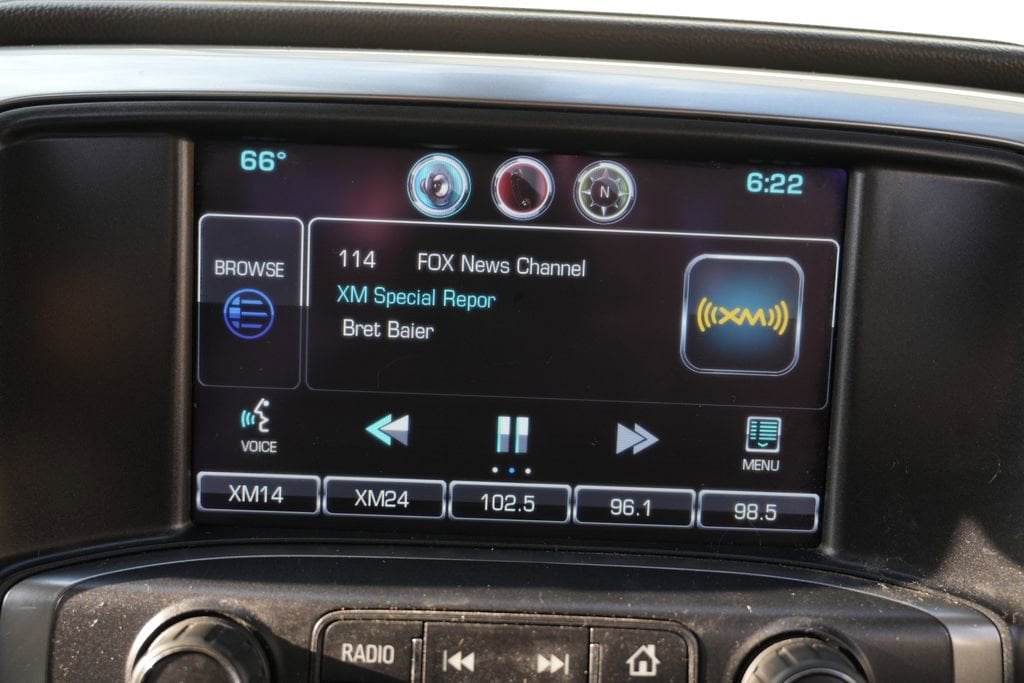 66°
N
6:22
BROWSE
114 FOX News Channel
XM Special Repor
Bret Baier
XM
VOICE
MENU
XM14 XM24 102.5 96.1 98.5
RADIO